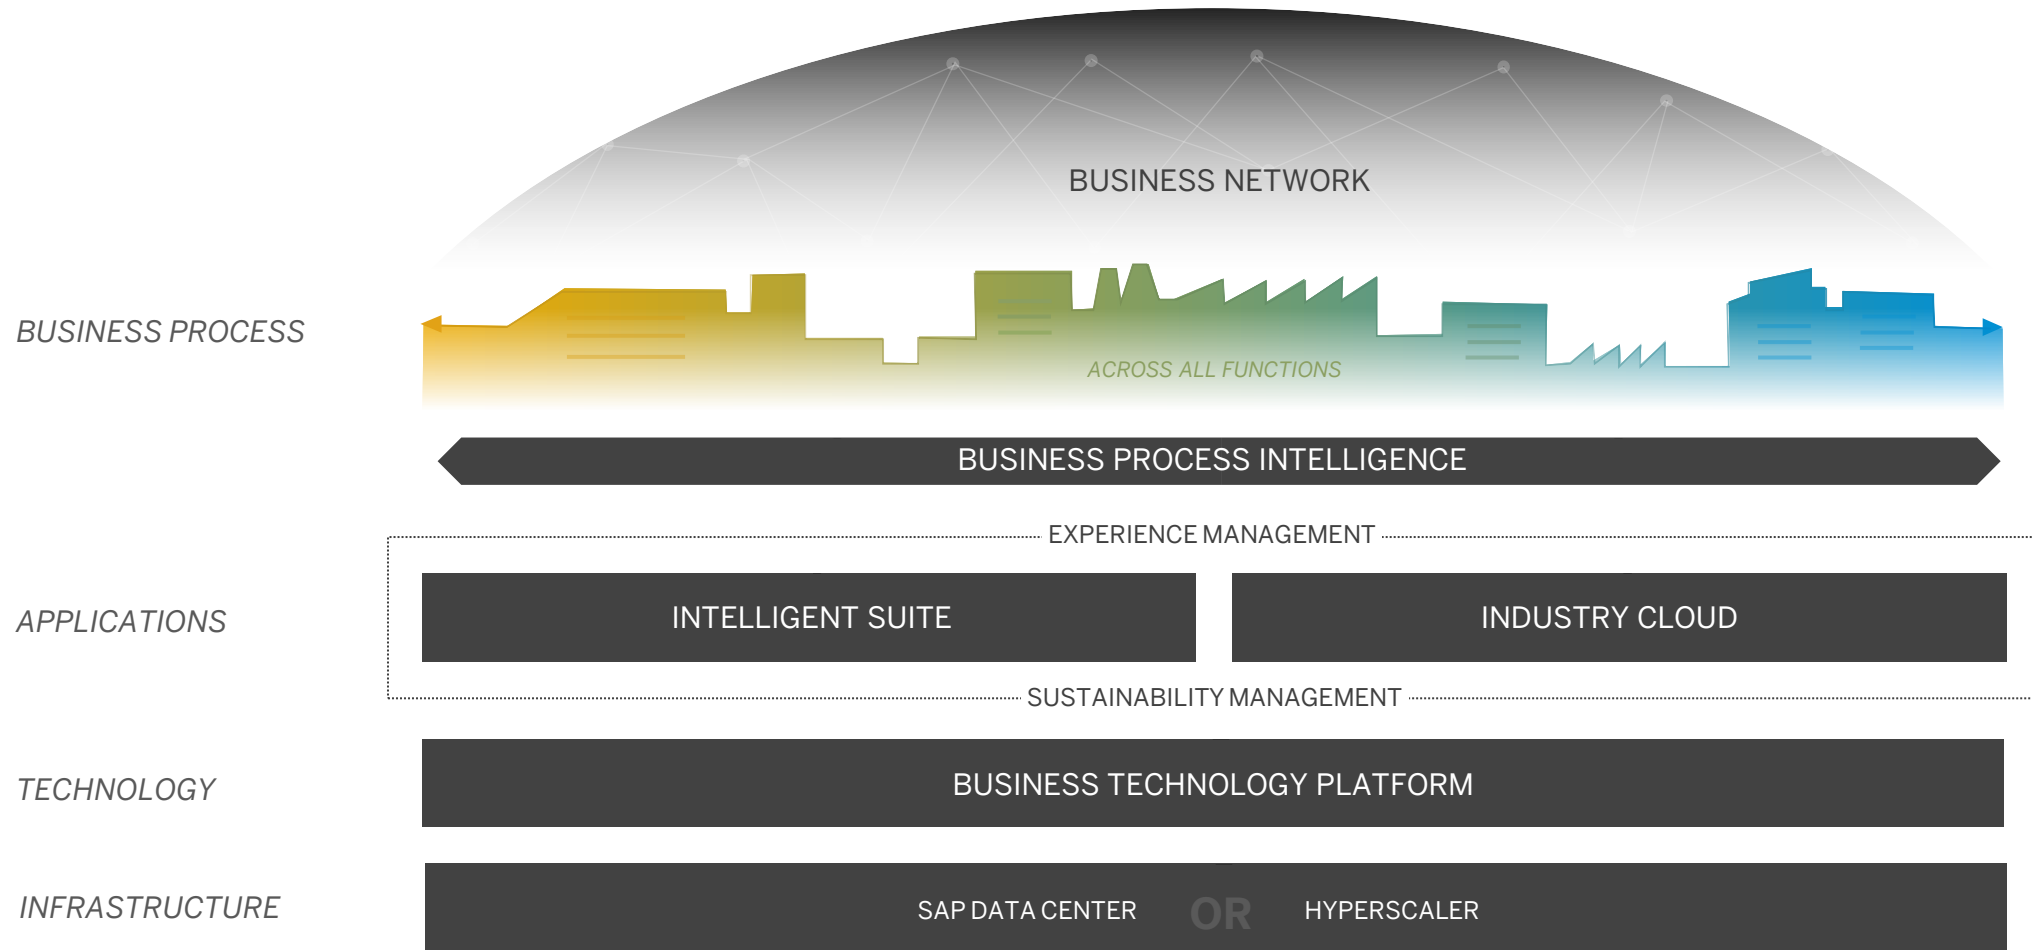 BUSINESS NETWORK
BUSINESS PROCESS
ACROSS ALL FUNCTIONS
BUSINESS PROCESS INTELLIGENCE
EXPERIENCE MANAGEMENT
APPLICATIONS
INTELLIGENT SUITE
INDUSTRY CLOUD
SUSTAINABILITY MANAGEMENT
TECHNOLOGY
BUSINESS TECHNOLOGY PLATFORM
INFRASTRUCTURE
SAP DATA CENTER OR HYPERSCALER